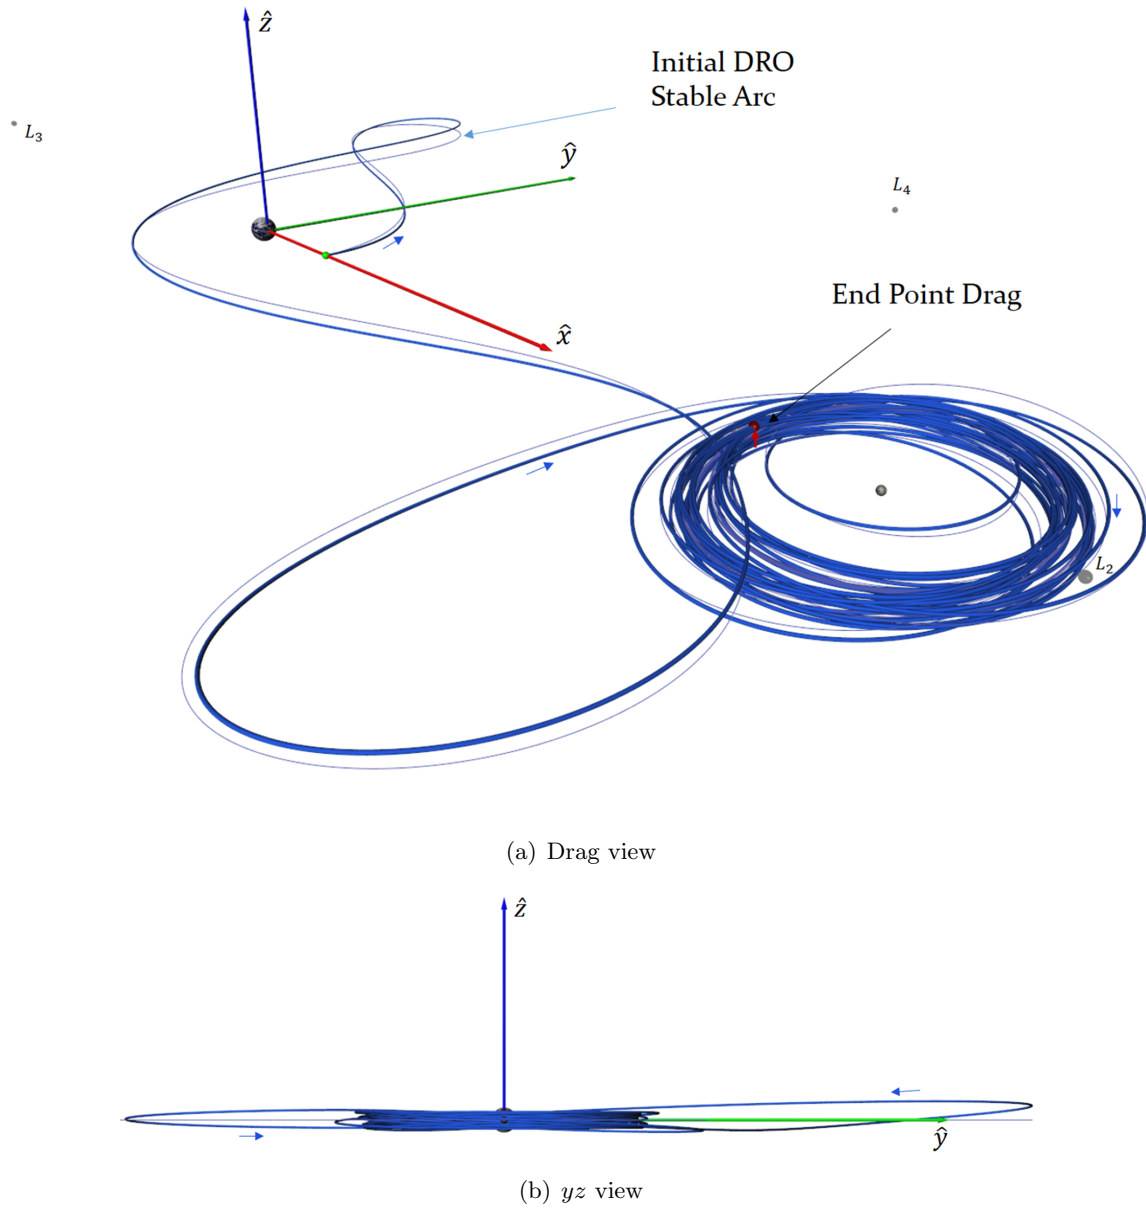 ẑ
Initial DRO
Stable Arc
L₃
ŷ
L₄
End Point Drag
x̂
L₂
(a) Drag view
ẑ
ŷ
(b) yz view